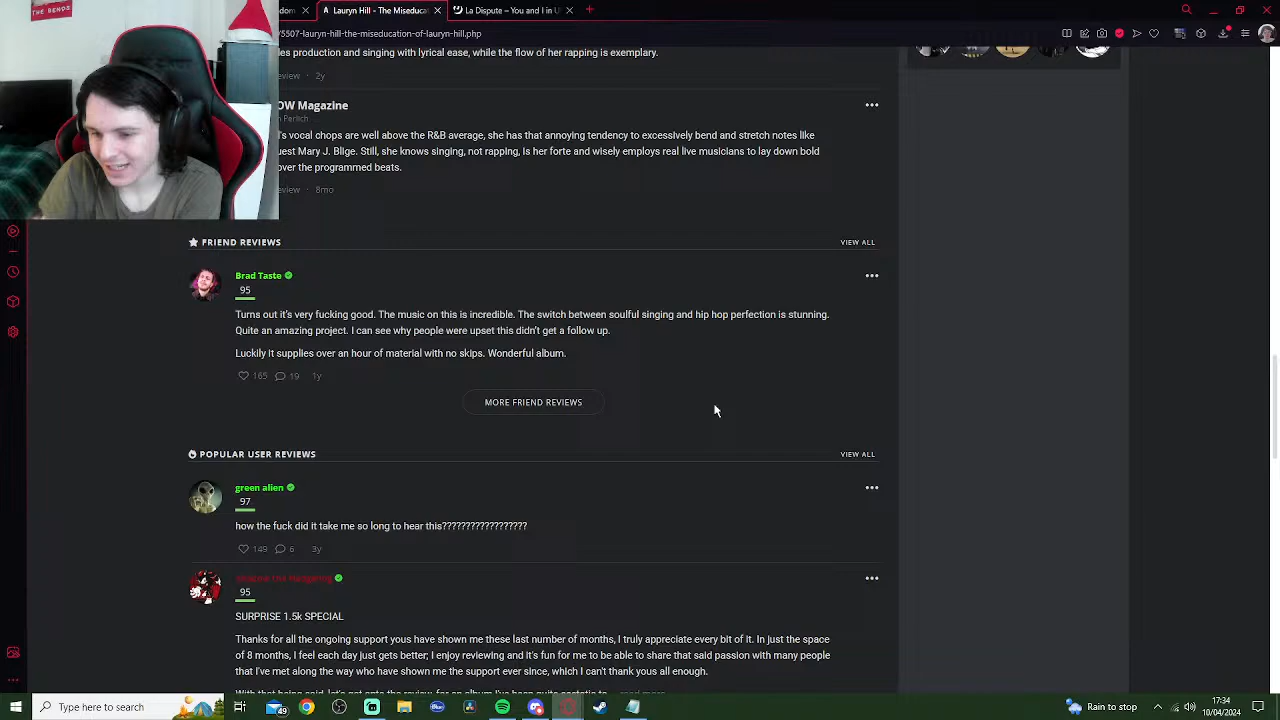 THE BENDS
dom
Lauryn Hill - The Miseducat
La Dispute – You and I in U
5507-lauryn-hill-the-miseducation-of-lauryn-hill.php
es production and singing with lyrical ease, while the flow of her rapping is exemplary.
eview · 2y
OW Magazine
n Perlich
l's vocal chops are well above the R&B average, she has that annoying tendency to excessively bend and stretch notes like
uest Mary J. Blige. Still, she knows singing, not rapping, is her forte and wisely employs real live musicians to lay down bold
over the programmed beats.
eview · 8mo
FRIEND REVIEWS
VIEW ALL
Brad Taste
95
Turns out it's very fucking good. The music on this is incredible. The switch between soulful singing and hip hop perfection is stunning.
Quite an amazing project. I can see why people were upset this didn't get a follow up.
Luckily it supplies over an hour of material with no skips. Wonderful album.
165 19 1y
MORE FRIEND REVIEWS
POPULAR USER REVIEWS
VIEW ALL
green alien
97
how the fuck did it take me so long to hear this??????????????????
149 6 3y
95
SURPRISE 1.5k SPECIAL
Thanks for all the ongoing support yous have shown me these last number of months, I truly appreciate every bit of it. In just the space
of 8 months, I feel each day just gets better; I enjoy reviewing and it's fun for me to be able to share that said passion with many people
that I've met along the way who have shown me the support ever since, which I can't thank yous all enough.
Type here to search
49
Rain to stop
17:34
10/04/2024